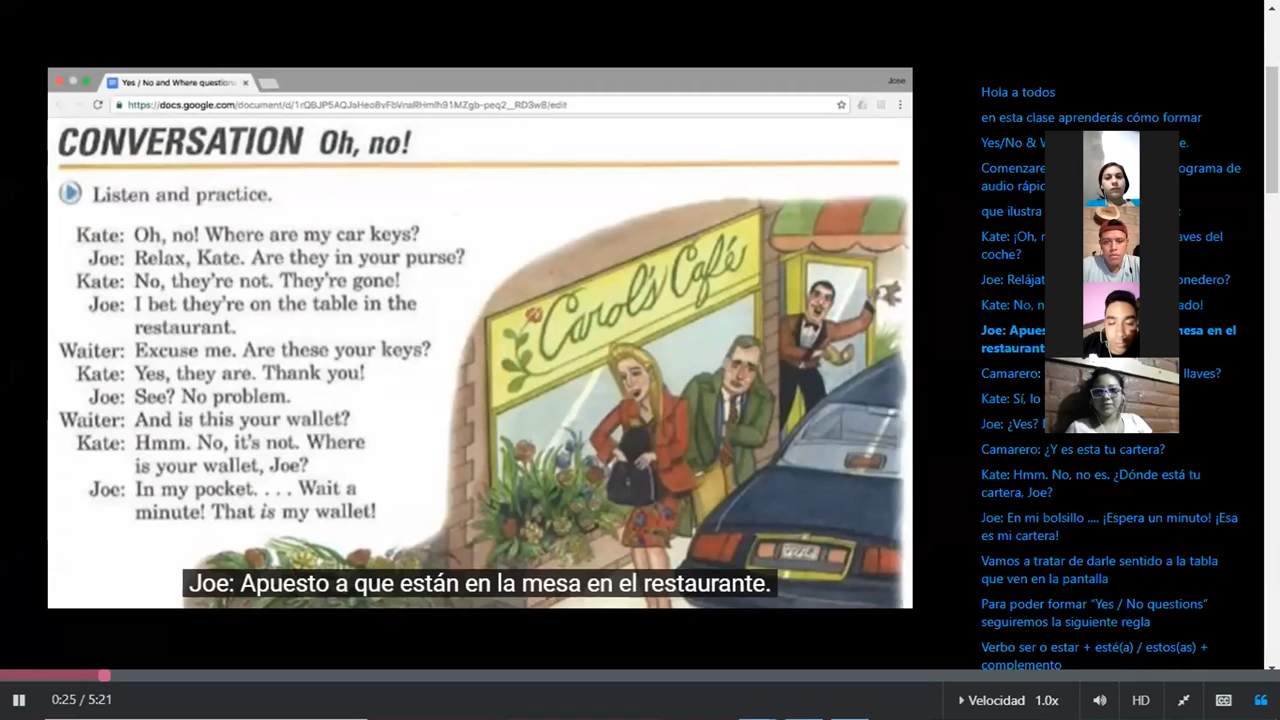 Yes / No and Where questions
Jose
https://docs.google.com/document/d/
CONVERSATION Oh, no!
Listen and practice.
Kate: Oh, no! Where are my car keys?
Joe: Relax, Kate. Are they in your purse?
Kate: No, they're not. They're gone!
Joe: I bet they're on the table in the
restaurant.
Waiter: Excuse me. Are these your keys?
Kate: Yes, they are. Thank you!
Joe: See? No problem.
Waiter: And is this your wallet?
Kate: Hmm. No, it's not. Where
is your wallet, Joe?
Joe: In my pocket. . . . Wait a
minute! That is my wallet!
Carol's Café
Joe: Apuesto a que están en la mesa en el restaurante.
Hola a todos
en esta clase aprenderás cómo formar
Yes/No &
Comenzare ograma de
audio rápi
que ilustra
Kate: ¡Oh, aves del
coche?
Joe: Relája onedero?
Kate: No, ado!
Joe: Apues mesa en el
restaurant
Camarero: llaves?
Kate: Sí, lo
Joe: ¿Ves?
Camarero: ¿Y es esta tu cartera?
Kate: Hmm. No, no es. ¿Dónde está tu
cartera, Joe?
Joe: En mi bolsillo .... ¡Espera un minuto! ¡Esa
es mi cartera!
Vamos a tratar de darle sentido a la tabla
que ven en la pantalla
Para poder formar "Yes / No questions"
seguiremos la siguiente regla
Verbo ser o estar + esté(a) / estos(as) +
complemento
0:25 / 5:21
Velocidad 1.0x
HD